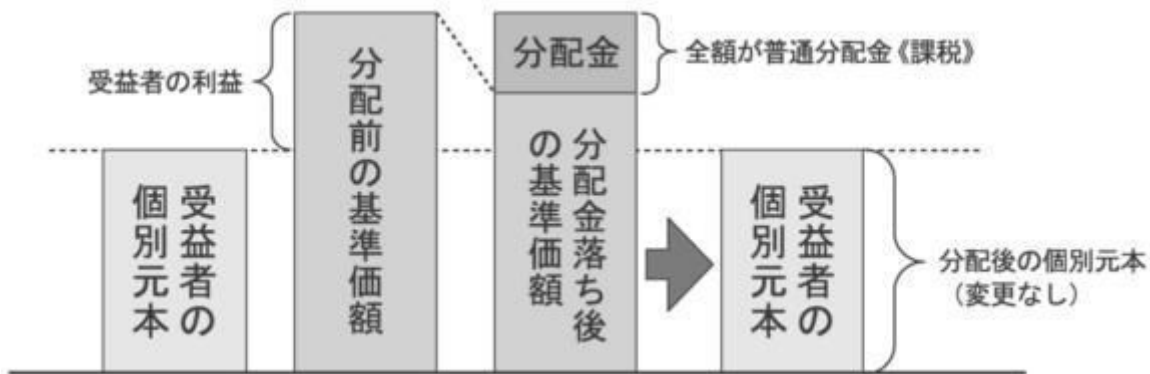 受益者の利益
受益者の
個別元本
分配前の基準価額
分配金
全額が普通分配金《課税》
分配金落ち後
の基準価額
受益者の
個別元本
分配後の個別元本
（変更なし）